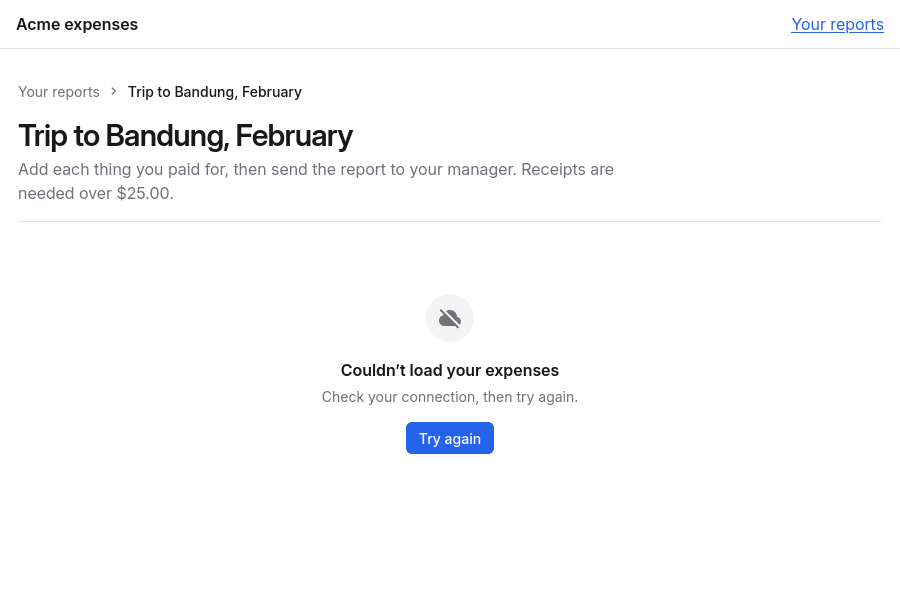 Acme expenses
Your reports
Your reports
Trip to Bandung, February
Trip to Bandung, February
Add each thing you paid for, then send the report to your manager. Receipts are
needed over $25.00.
Couldn’t load your expenses
Check your connection, then try again.
Try again